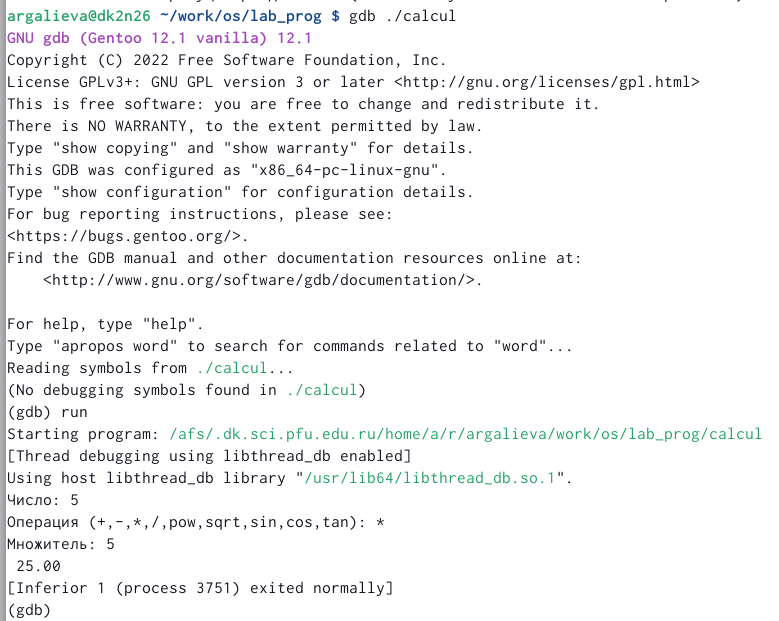 argalieva@dk2n26 ~/work/os/lab_prog $ gdb ./calcul
GNU gdb (Gentoo 12.1 vanilla) 12.1
Copyright (C) 2022 Free Software Foundation, Inc.
License GPLv3+: GNU GPL version 3 or later <http://gnu.org/licenses/gpl.html>
This is free software: you are free to change and redistribute it.
There is NO WARRANTY, to the extent permitted by law.
Type "show copying" and "show warranty" for details.
This GDB was configured as "x86_64-pc-linux-gnu".
Type "show configuration" for configuration details.
For bug reporting instructions, please see:
<https://bugs.gentoo.org/>.
Find the GDB manual and other documentation resources online at:
    <http://www.gnu.org/software/gdb/documentation/>.

For help, type "help".
Type "apropos word" to search for commands related to "word"...
Reading symbols from ./calcul...
(No debugging symbols found in ./calcul)
(gdb) run
Starting program: /afs/.dk.sci.pfu.edu.ru/home/a/r/argalieva/work/os/lab_prog/calcul
[Thread debugging using libthread_db enabled]
Using host libthread_db library "/usr/lib64/libthread_db.so.1".
Число: 5
Операция (+,-,*,/,pow,sqrt,sin,cos,tan): *
Множитель: 5
 25.00
[Inferior 1 (process 3751) exited normally]
(gdb)